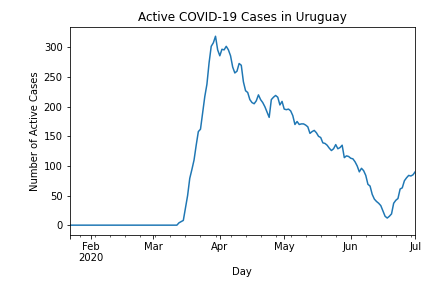 Active COVID-19 Cases in Uruguay
Number of Active Cases
300
250
200
150
100
50
0
Feb
2020
Mar
Apr
May
Jun
Jul
Day